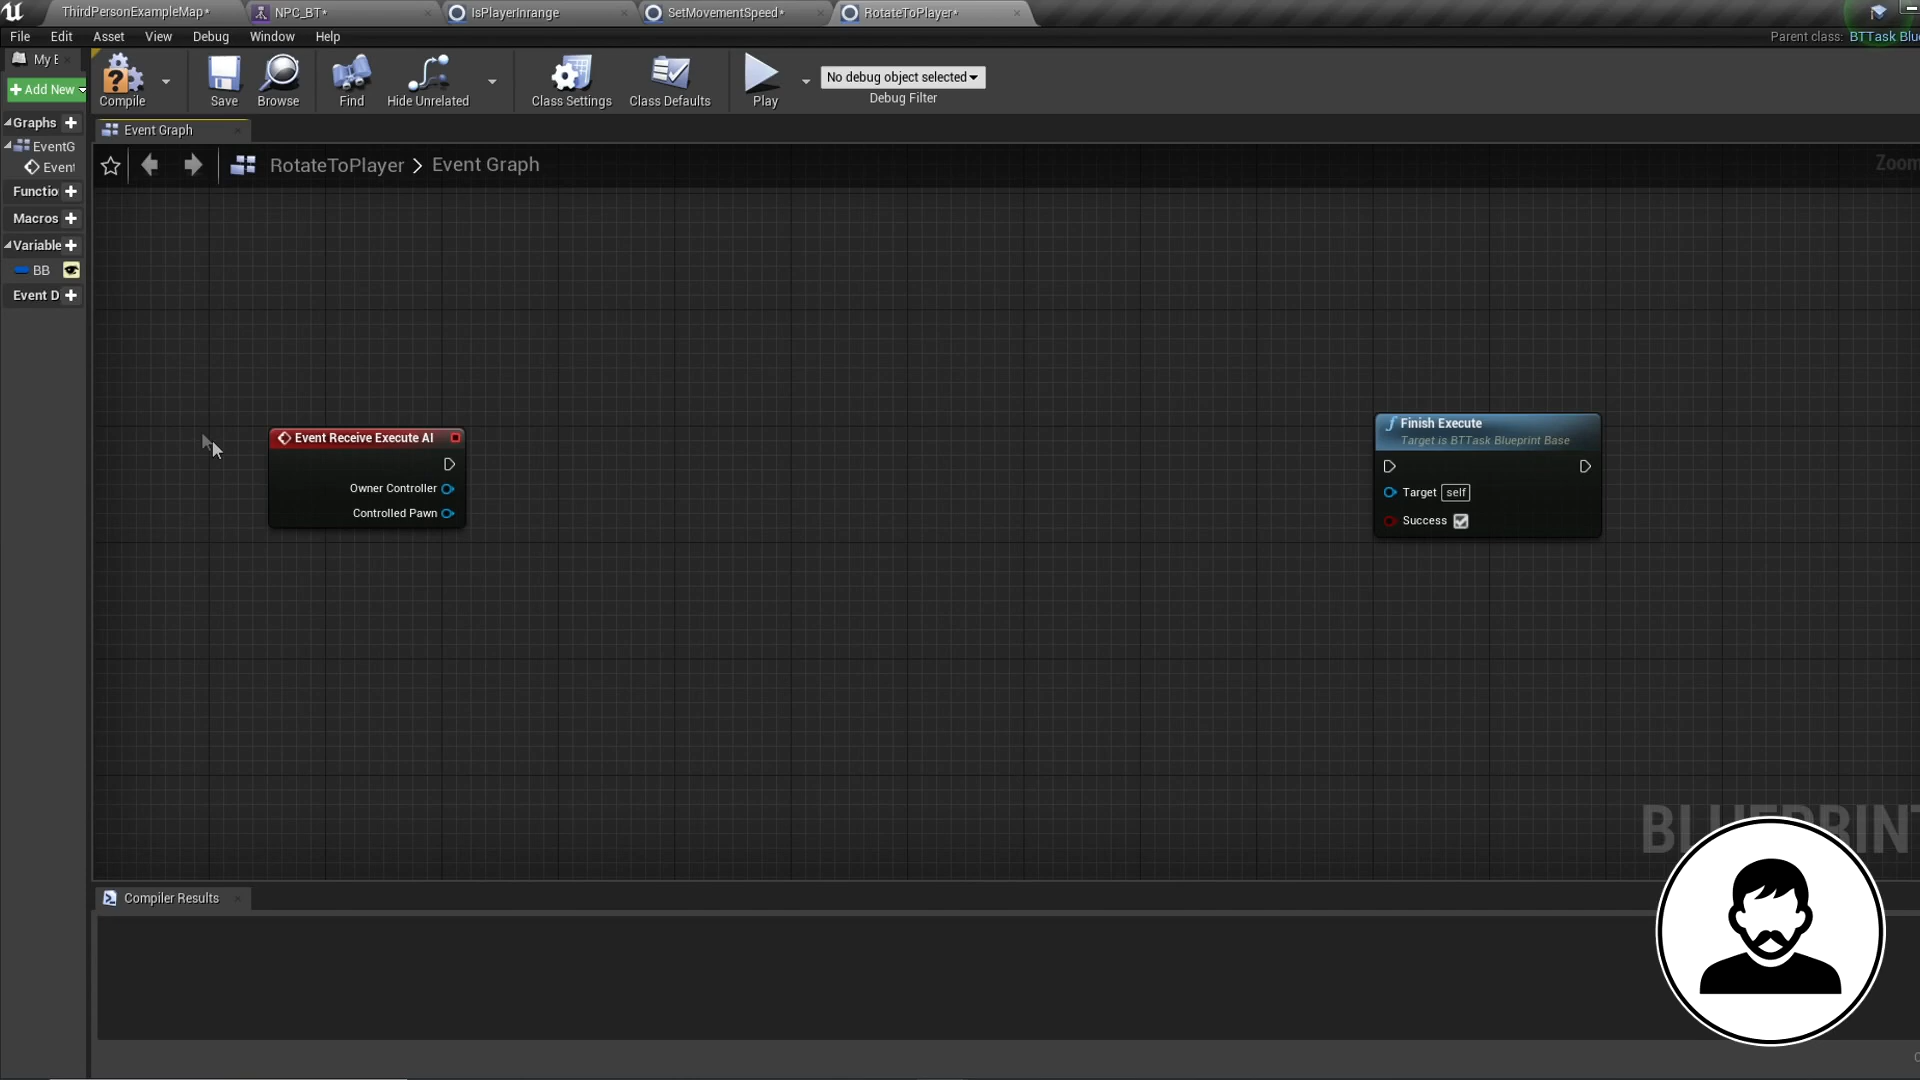 ThirdPersonExampleMap*
NPC_BT*
IsPlayerInrange
SetMovementSpeed*
RotateToPlayer*
File Edit Asset View Window Debug Help
Parent class: BTTask Blue
My B
Add New
Compile
Save
Browse
Find
Hide Unrelated
Class Settings
Class Defaults
Play
No debug object selected
Debug Filter
Graphs
EventG
Event
Functio
Macros
Variable
BB
Event D
Event Graph
RotateToPlayer > Event Graph
Zoom
Event Receive Execute AI
Owner Controller
Controlled Pawn
Finish Execute
Target is BTTask Blueprint Base
Target self
Success
BLUEPRINT
Compiler Results